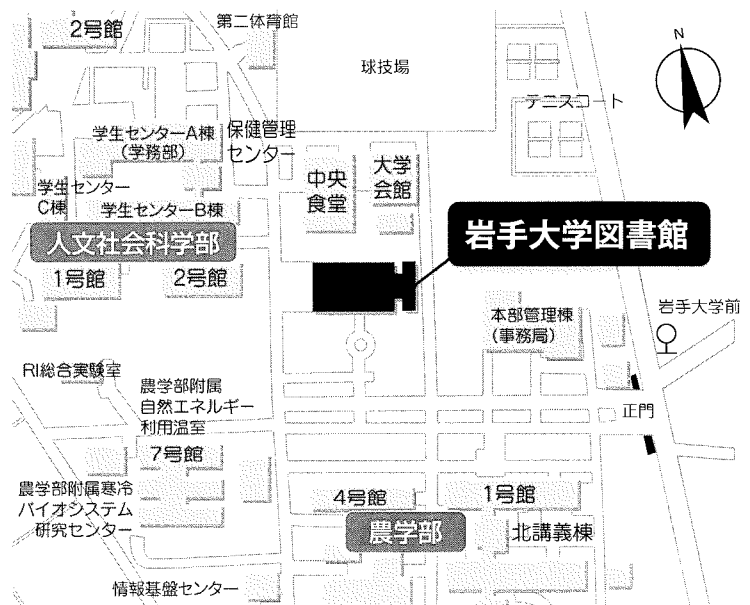 2号館
第二体育館
N
球技場
テニスコート
学生センターA棟
(学務部)
保健管理
センター
中央
食堂
大学
会館
学生センター
C棟
学生センターB棟
人文社会科学部
岩手大学図書館
1号館
2号館
本部管理棟
(事務局)
岩手大学前
RI総合実験室
農学部附属
自然エネルギー
利用温室
正門
7号館
農学部附属寒冷
バイオシステム
研究センター
4号館
1号館
農学部
北講義棟
情報基盤センター